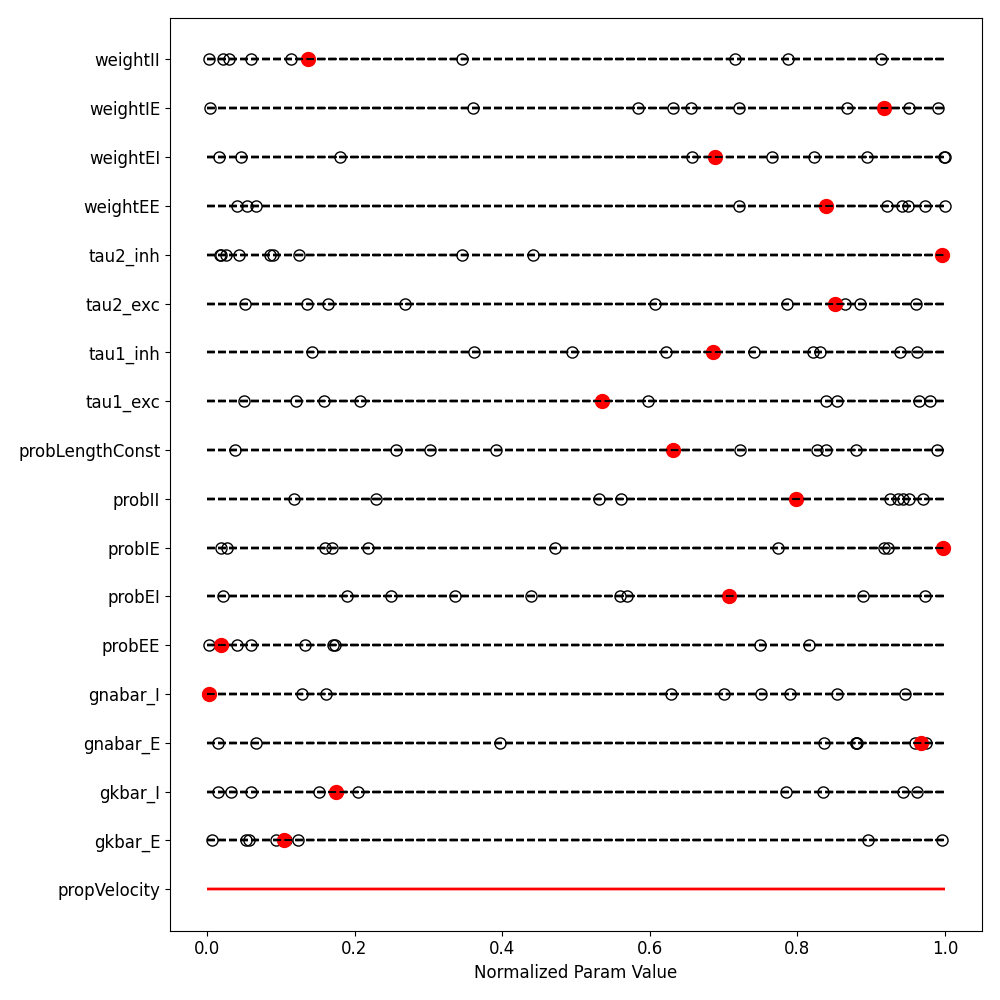 weightII
weightIE
weightEI
weightEE
tau2_inh
tau2_exc
tau1_inh
tau1_exc
probLengthConst
probII
probIE
probEI
probEE
gnabar_I
gnabar_E
gkbar_I
gkbar_E
propVelocity
0.0 0.2 0.4 0.6 0.8 1.0
Normalized Param Value